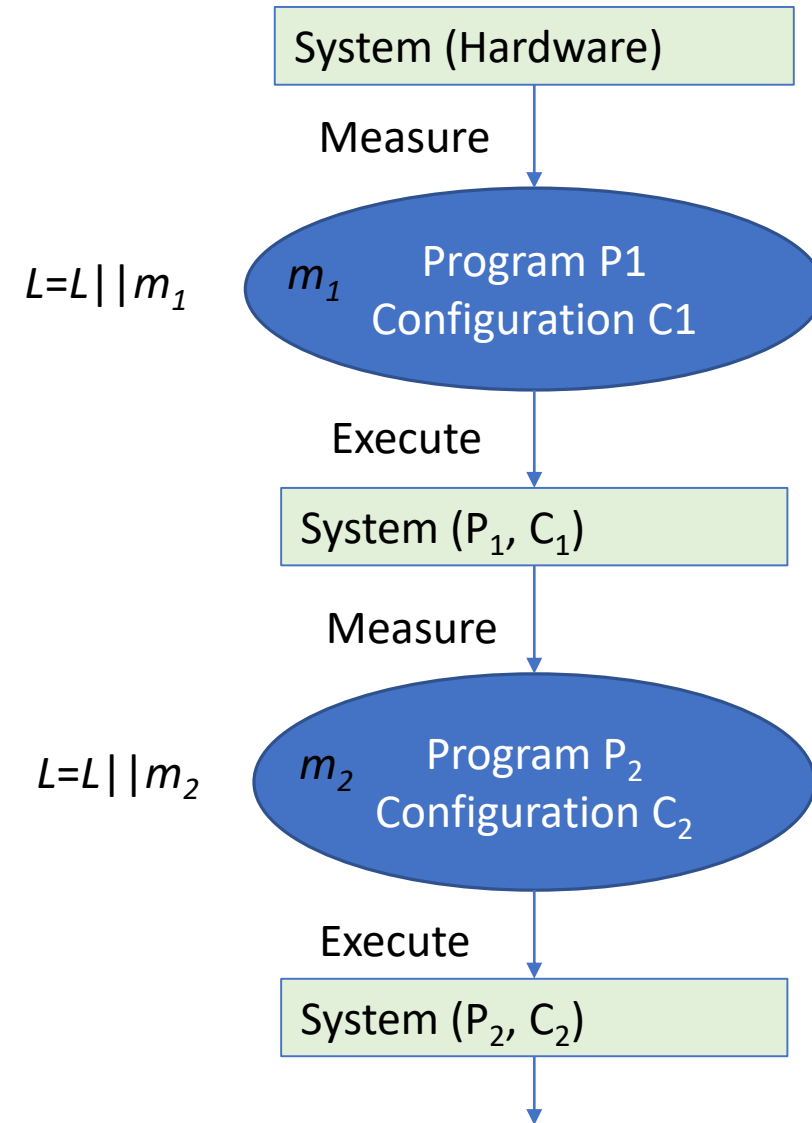 System (Hardware)
Measure
L=L||m₁
m₁
Program P1
Configuration C1
Execute
System (P₁, C₁)
Measure
L=L||m₂
m₂
Program P₂
Configuration C₂
Execute
System (P₂, C₂)